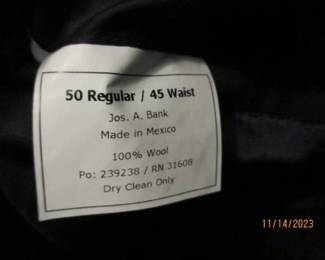 50 Regular / 45 Waist
Jos. A. Bank
Made in Mexico
100% Wool
Po: 239238 / RN 31608
Dry Clean Only
11/14/2023